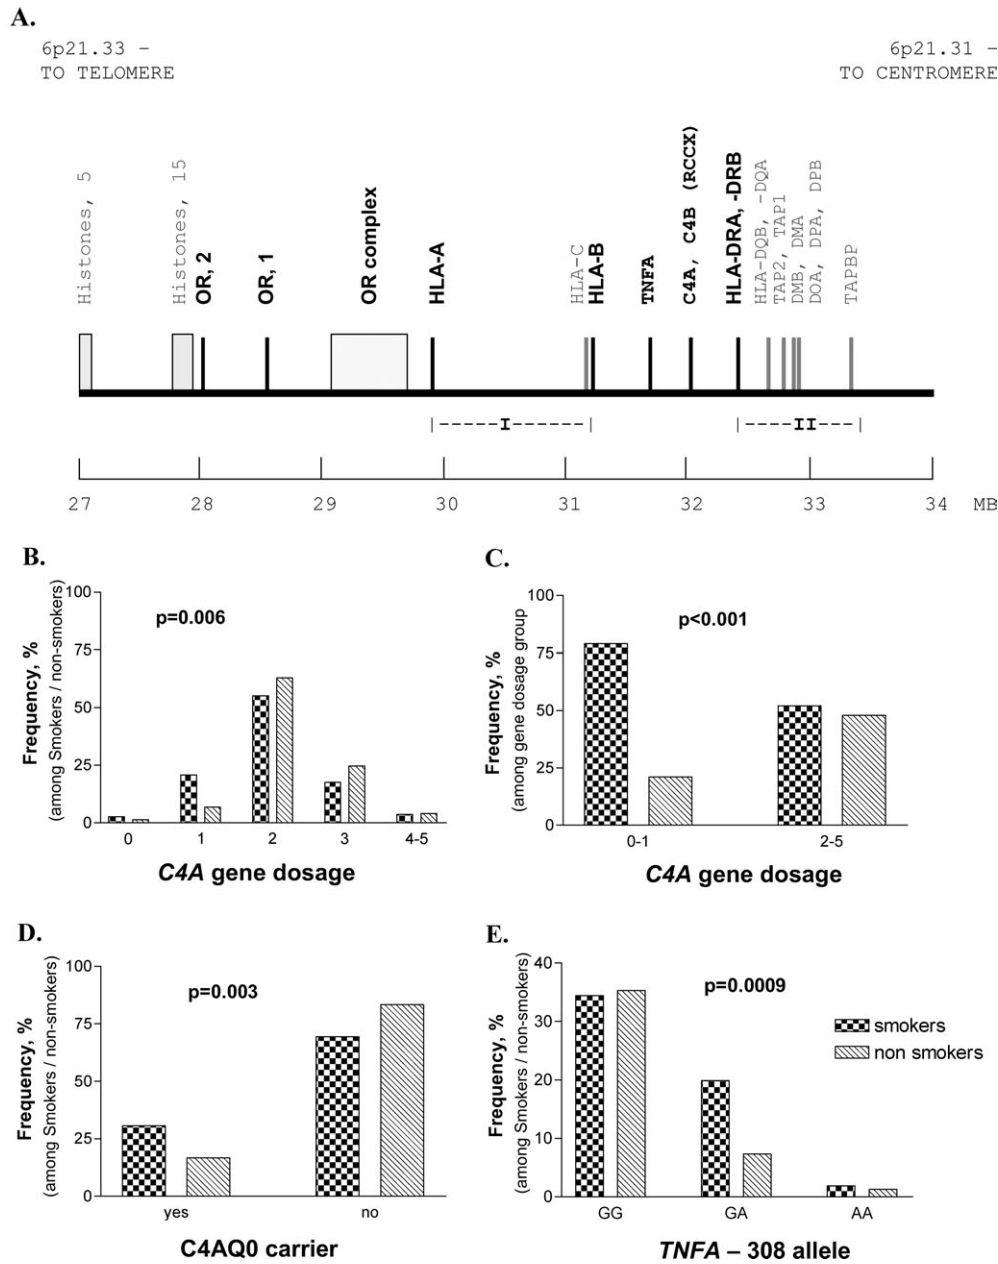 A.
6p21.33 –
TO TELOMERE
6p21.31 –
TO CENTROMERE
Histones, 5
Histones, 15
OR, 2
OR, 1
OR complex
HLA-A
HLA-C
HLA-B
TNFA
C4A, C4B (RCCX)
HLA-DRA, -DRB
HLA-DQB, -DQA
TAP2, TAP1
DMB, DMA
DOA, DPA, DPB
TAPBP
|-----I------|
|----II---|
27 28 29 30 31 32 33 34 MB
B.
p=0.006
Frequency, %
(among Smokers / non-smokers)
100
75
50
25
0
0 1 2 3 4-5
C4A gene dosage
C.
p<0.001
Frequency, %
(among gene dosage group
100
75
50
25
0
0-1 2-5
C4A gene dosage
D.
p=0.003
Frequency, %
(among Smokers / non-smokers)
100
75
50
25
0
yes no
C4AQ0 carrier
E.
p=0.0009
Frequency, %
(among Smokers / non-smokers)
40
30
20
10
0
GG GA AA
TNFA – 308 allele
smokers
non smokers